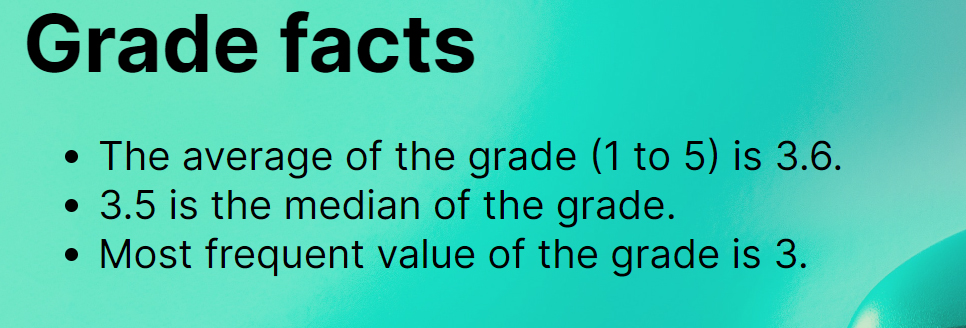 Grade facts
• The average of the grade (1 to 5) is 3.6.
• 3.5 is the median of the grade.
• Most frequent value of the grade is 3.